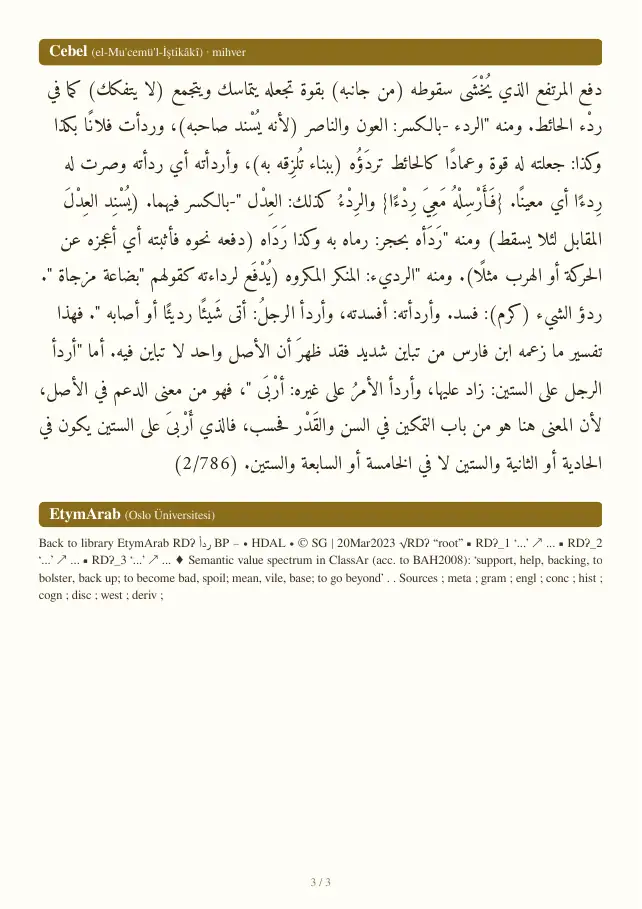 Cebel (el-Mu'cemü'l-İştikâkî) · mihver
دفع المرتفع الذي يُخْشَى سقوطه (من جانبه) بقوة تجعله يتماسك ويتجمع (لا يتفكك) كما في
ردْء الحائط. ومنه "الردء -بالكسر: العون والناصر (لأنه يُسْند صاحبه)، وردأت فلانًا بكذا
وكذا: جعلته له قوة وعمادًا كالحائط تردَؤُه (ببناء تُلزِقه به)، وأردأته أي ردأته وصرت له
رِدءًا أي معينًا. {فَأَرْسِلْهُ مَعِيَ رِدْءًا} والرِدْءُ كذلك: العِدْل "-بالكسر فيهما. (يُسْنِد العِدْلَ
المقابل لئلا يسقط) ومنه "رَدَأه بحجر: رماه به وكذا رَدَاه (دفعه نحوه فأثبته أي أعجزه عن
الحركة أو الهرب مثلًا). ومنه "الرديء: المنكر المكروه (يُدْفَع لرداءته كقولهم "بضاعة مزجاة ".
ردؤ الشيء (كرم): فسد. وأردأته: أفسدته، وأردأ الرجلُ: أتى شَيئًا رديئًا أو أصابه ". فهذا
تفسير ما زعمه ابن فارس من تباين شديد فقد ظهرَ أن الأصل واحد لا تباين فيه. أما "أردأ
الرجل على الستين: زاد عليها، وأردأ الأمرُ على غيره: أرْبَى "، فهو من معنى الدعم في الأصل،
لأن المعنى هنا هو من باب التمكين في السن والقَدْر فحسب، فالذي أَرْبىَ على الستين يكون في
الحادية أو الثانية والستين لا في الخامسة أو السابعة والستين. (2/786)
EtymArab (Oslo Üniversitesi)
Back to library EtymArab RDʔ ردأ BP – • HDAL • © SG | 20Mar2023 √RDʔ “root” ▪ RDʔ_1 ‘...’ ↗ ... ▪ RDʔ_2
‘...’ ↗ ... ▪ RDʔ_3 ‘...’ ↗ ... ♦ Semantic value spectrum in ClassAr (acc. to BAH2008): ‘support, help, backing, to
bolster, back up; to become bad, spoil; mean, vile, base; to go beyond’ . . Sources ; meta ; gram ; engl ; conc ; hist ;
cogn ; disc ; west ; deriv ;
3 / 3